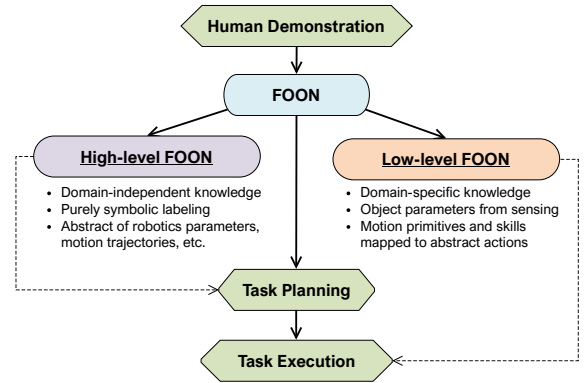 Human Demonstration
FOON
High-level FOON
• Domain-independent knowledge
• Purely symbolic labeling
• Abstract of robotics parameters,
motion trajectories, etc.
Low-level FOON
• Domain-specific knowledge
• Object parameters from sensing
• Motion primitives and skills
mapped to abstract actions
Task Planning
Task Execution